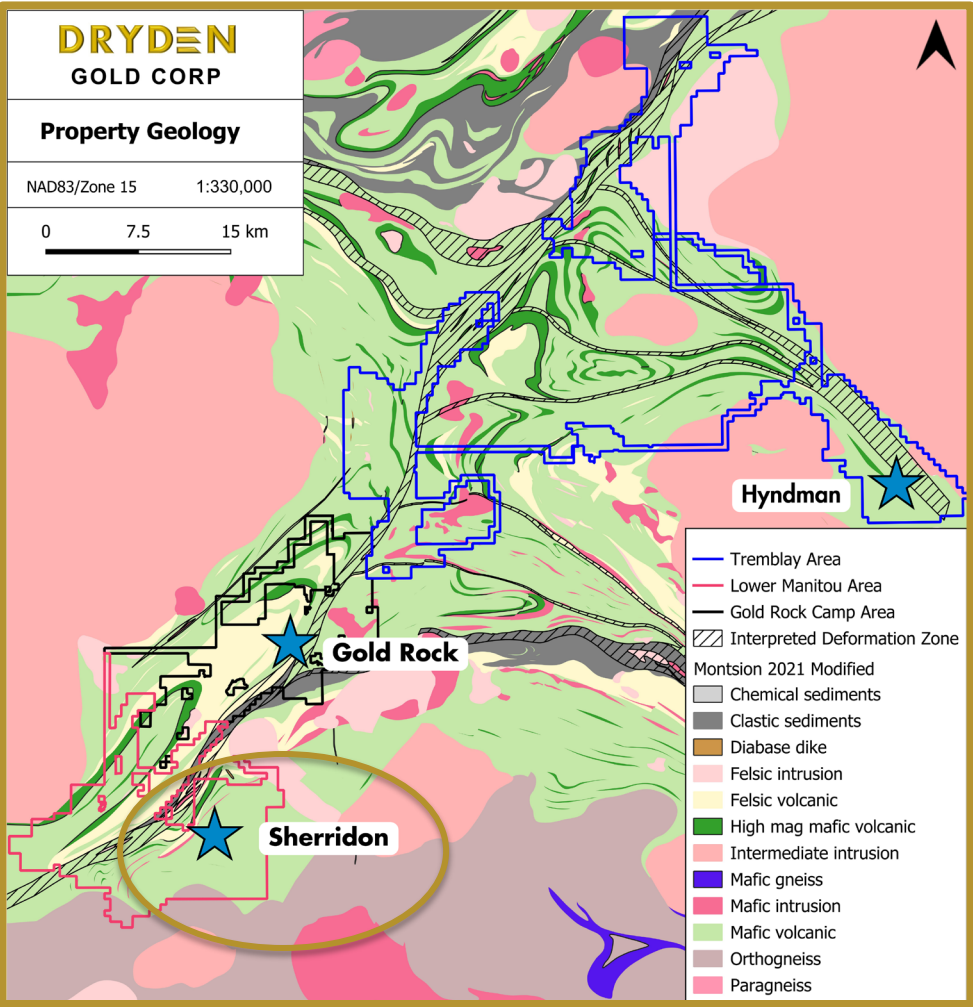 DRYDEN
GOLD CORP
Property Geology
NAD83/Zone 15 1:330,000
0 7.5 15 km
Hyndman
Gold Rock
Sherridon
Tremblay Area
Lower Manitou Area
Gold Rock Camp Area
Interpreted Deformation Zone
Montsion 2021 Modified
Chemical sediments
Clastic sediments
Diabase dike
Felsic intrusion
Felsic volcanic
High mag mafic volcanic
Intermediate intrusion
Mafic gneiss
Mafic intrusion
Mafic volcanic
Orthogneiss
Paragneiss